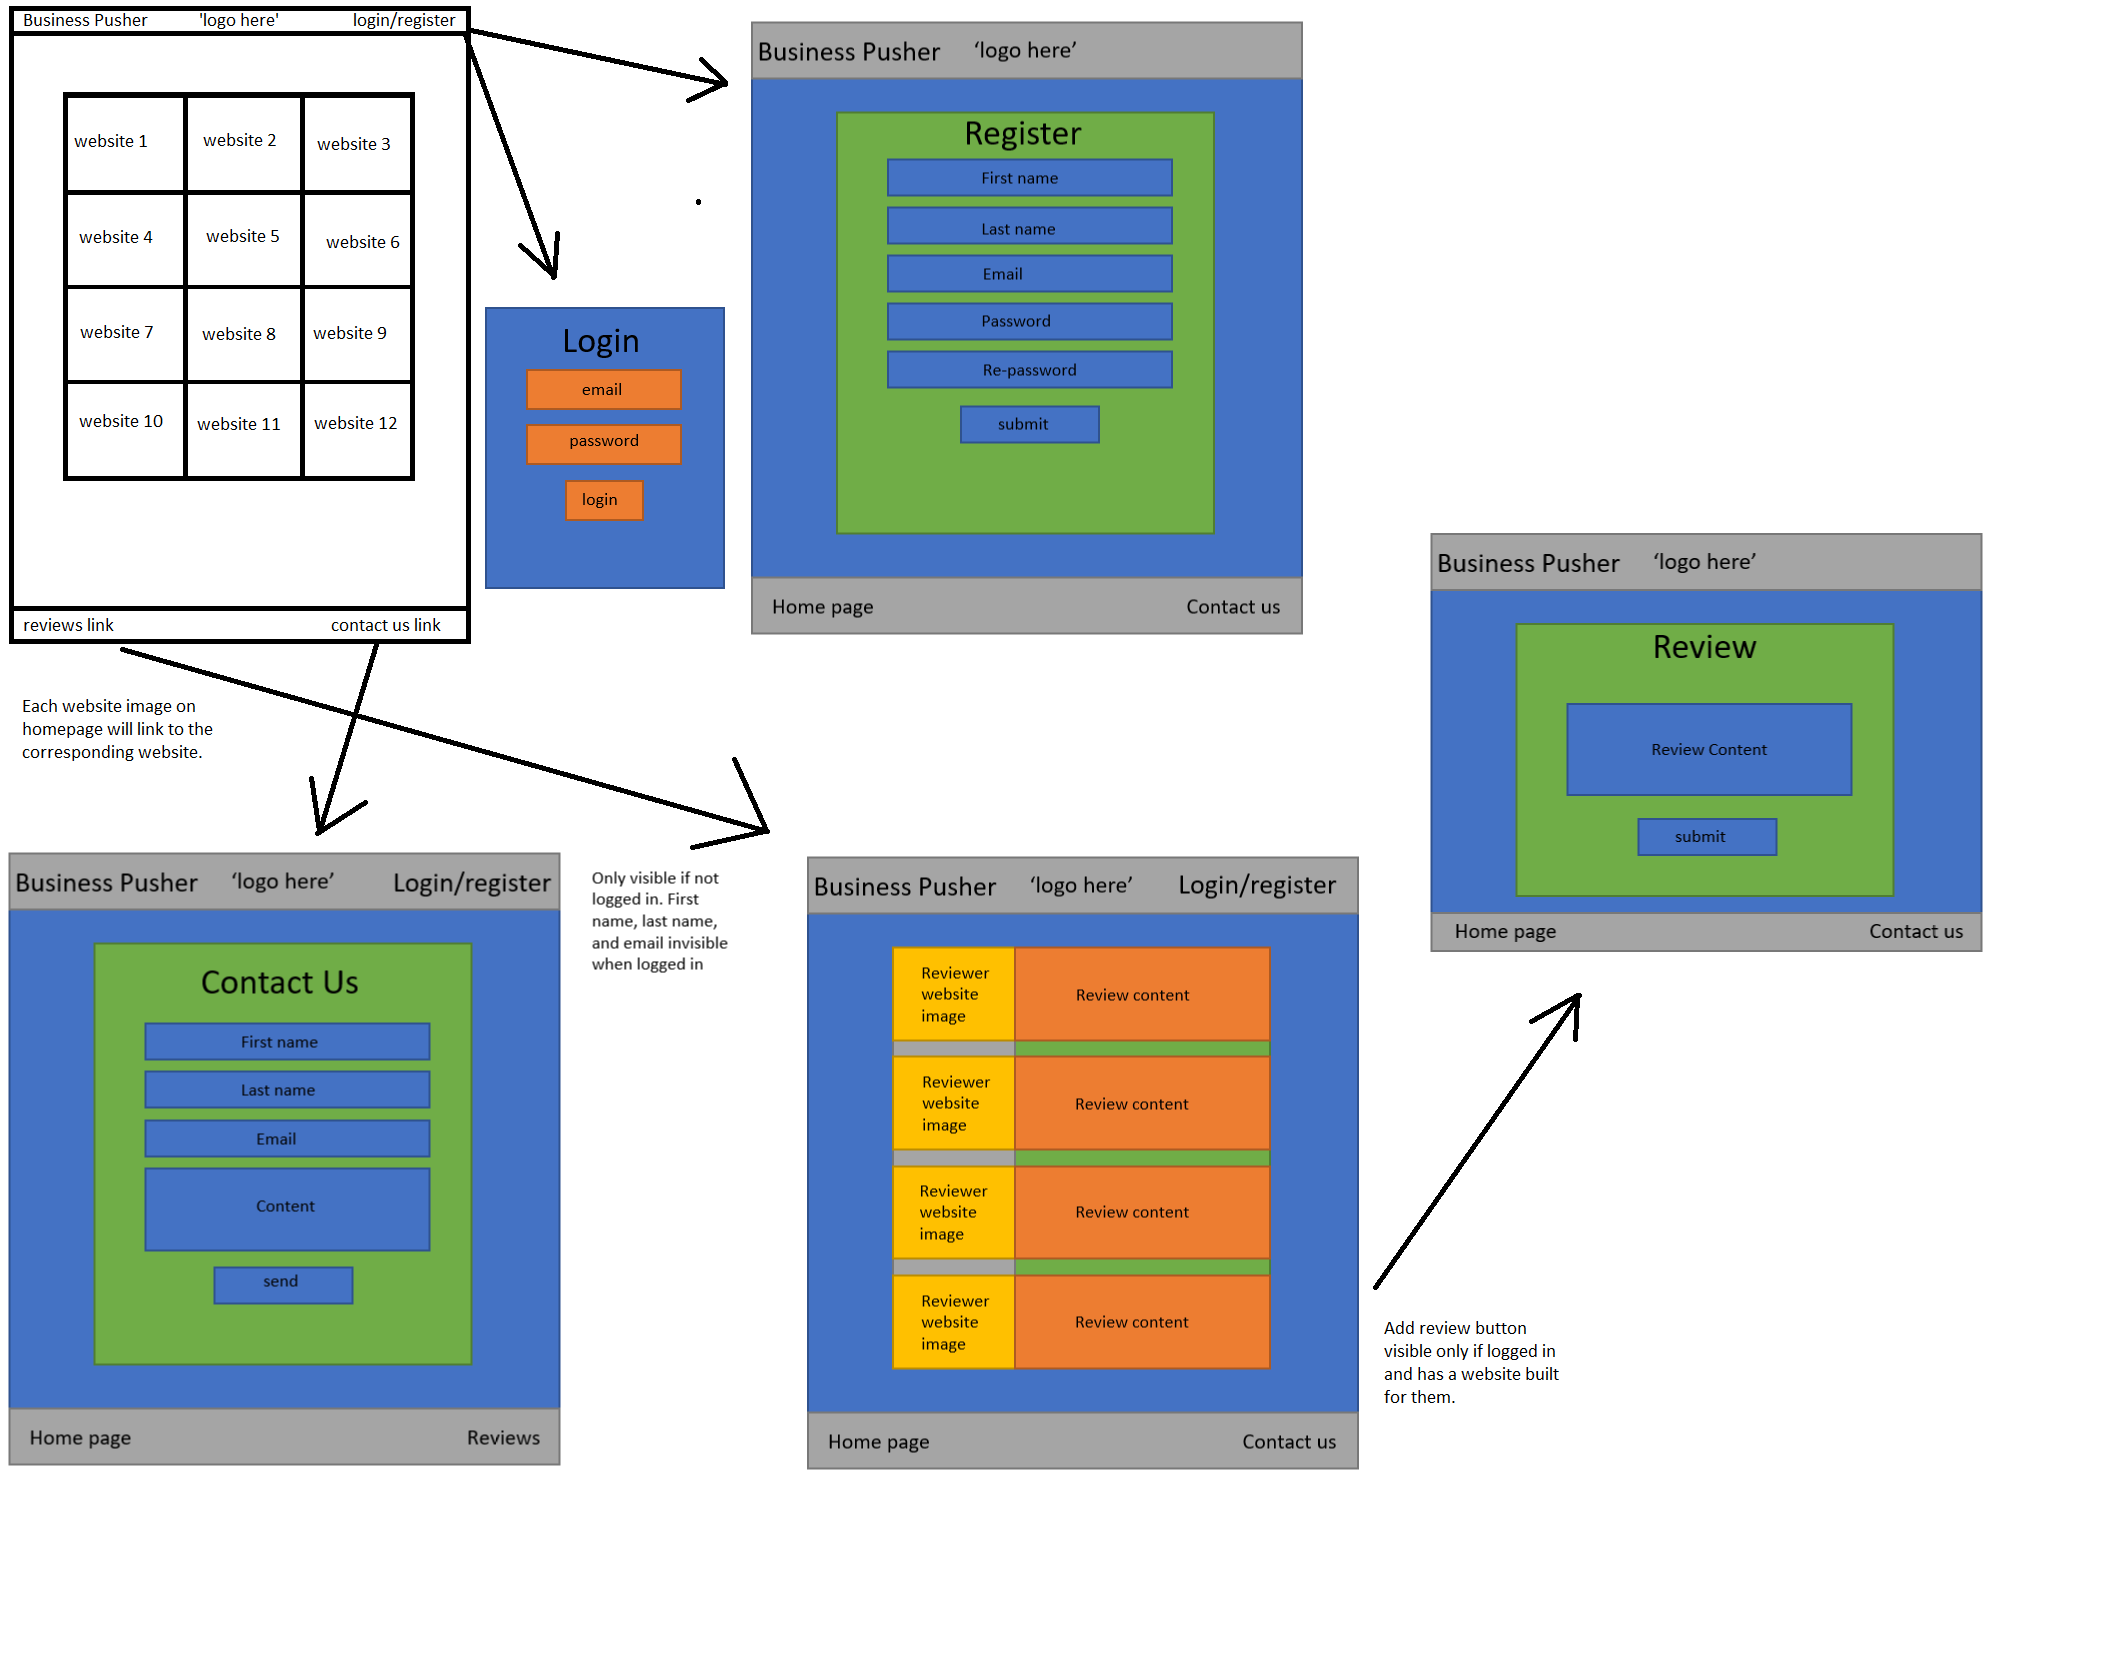 Business Pusher 'logo here' login/register
website 1 website 2 website 3
website 4 website 5 website 6
website 7 website 8 website 9
website 10 website 11 website 12
reviews link contact us link
Each website image on
homepage will link to the
corresponding website.
Login
email
password
login
Business Pusher ‘logo here’
Register
First name
Last name
Email
Password
Re-password
submit
Home page Contact us
Business Pusher ‘logo here’
Review
Review Content
submit
Home page Contact us
Business Pusher ‘logo here’ Login/register
Contact Us
First name
Last name
Email
Content
send
Home page Reviews
Only visible if not
logged in. First
name, last name,
and email invisible
when logged in
Business Pusher ‘logo here’ Login/register
Reviewer
website
image
Review content
Reviewer
website
image
Review content
Reviewer
website
image
Review content
Reviewer
website
image
Review content
Home page Contact us
Add review button
visible only if logged in
and has a website built
for them.